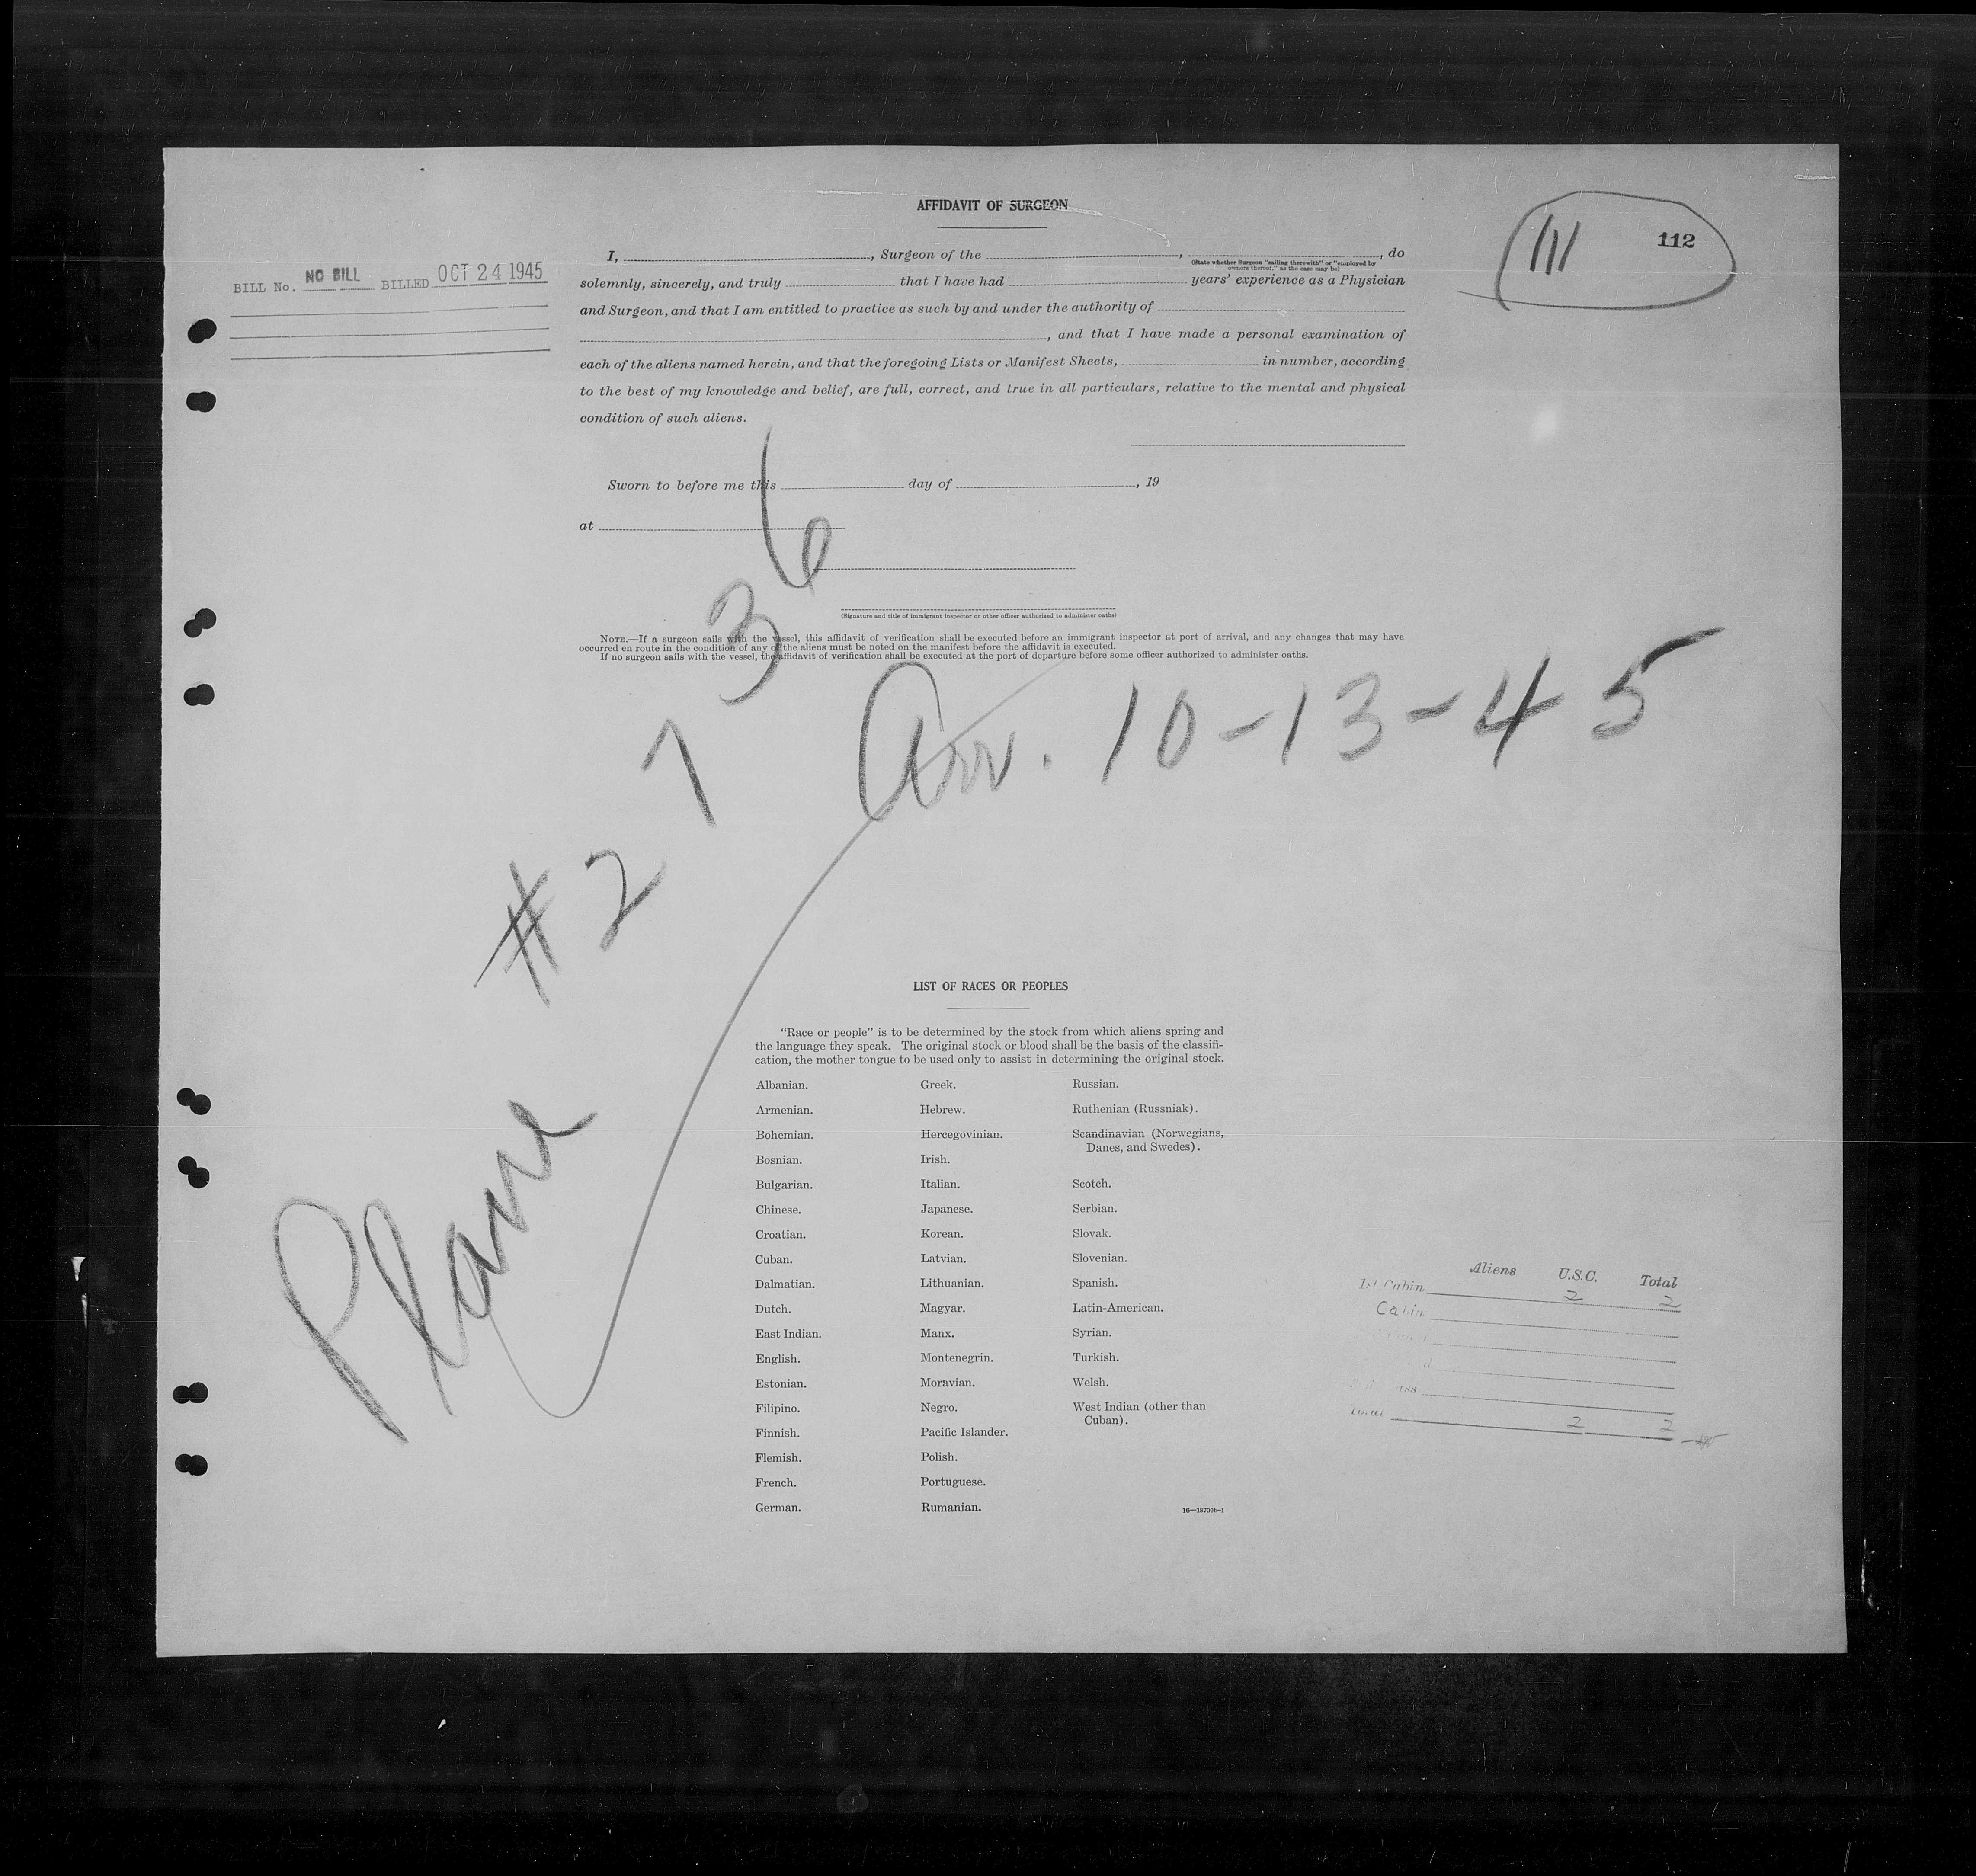 AFFIDAVIT OF SURGEON
111 112
BILL No. NO BILL BILLED OCT 24 1945
I, , Surgeon of the , , do
(State whether Surgeon "sailing therewith" or "employed by
owners thereof," as the case may be)
solemnly, sincerely, and truly that I have had years' experience as a Physician
and Surgeon, and that I am entitled to practice as such by and under the authority of
, and that I have made a personal examination of
each of the aliens named herein, and that the foregoing Lists or Manifest Sheets, in number, according
to the best of my knowledge and belief, are full, correct, and true in all particulars, relative to the mental and physical
condition of such aliens.
Sworn to before me this day of , 19
at
(Signature and title of immigrant inspector or other officer authorized to administer oaths)
NOTE.—If a surgeon sails with the vessel, this affidavit of verification shall be executed before an immigrant inspector at port of arrival, and any changes that may have
occurred en route in the condition of any of the aliens must be noted on the manifest before the affidavit is executed.
If no surgeon sails with the vessel, the affidavit of verification shall be executed at the port of departure before some officer authorized to administer oaths.
Plane #2736
Arr. 10-13-45
LIST OF RACES OR PEOPLES
"Race or people" is to be determined by the stock from which aliens spring and
the language they speak. The original stock or blood shall be the basis of the classifi-
cation, the mother tongue to be used only to assist in determining the original stock.
Albanian.
Armenian.
Bohemian.
Bosnian.
Bulgarian.
Chinese.
Croatian.
Cuban.
Dalmatian.
Dutch.
East Indian.
English.
Estonian.
Filipino.
Finnish.
Flemish.
French.
German.
Greek.
Hebrew.
Hercegovinian.
Irish.
Italian.
Japanese.
Korean.
Latvian.
Lithuanian.
Magyar.
Manx.
Montenegrin.
Moravian.
Negro.
Pacific Islander.
Polish.
Portuguese.
Rumanian.
Russian.
Ruthenian (Russniak).
Scandinavian (Norwegians,
Danes, and Swedes).
Scotch.
Serbian.
Slovak.
Slovenian.
Spanish.
Latin-American.
Syrian.
Turkish.
Welsh.
West Indian (other than
Cuban).
Aliens U.S.C. Total
1st Cabin 2 2
Cabin
Total 2 2